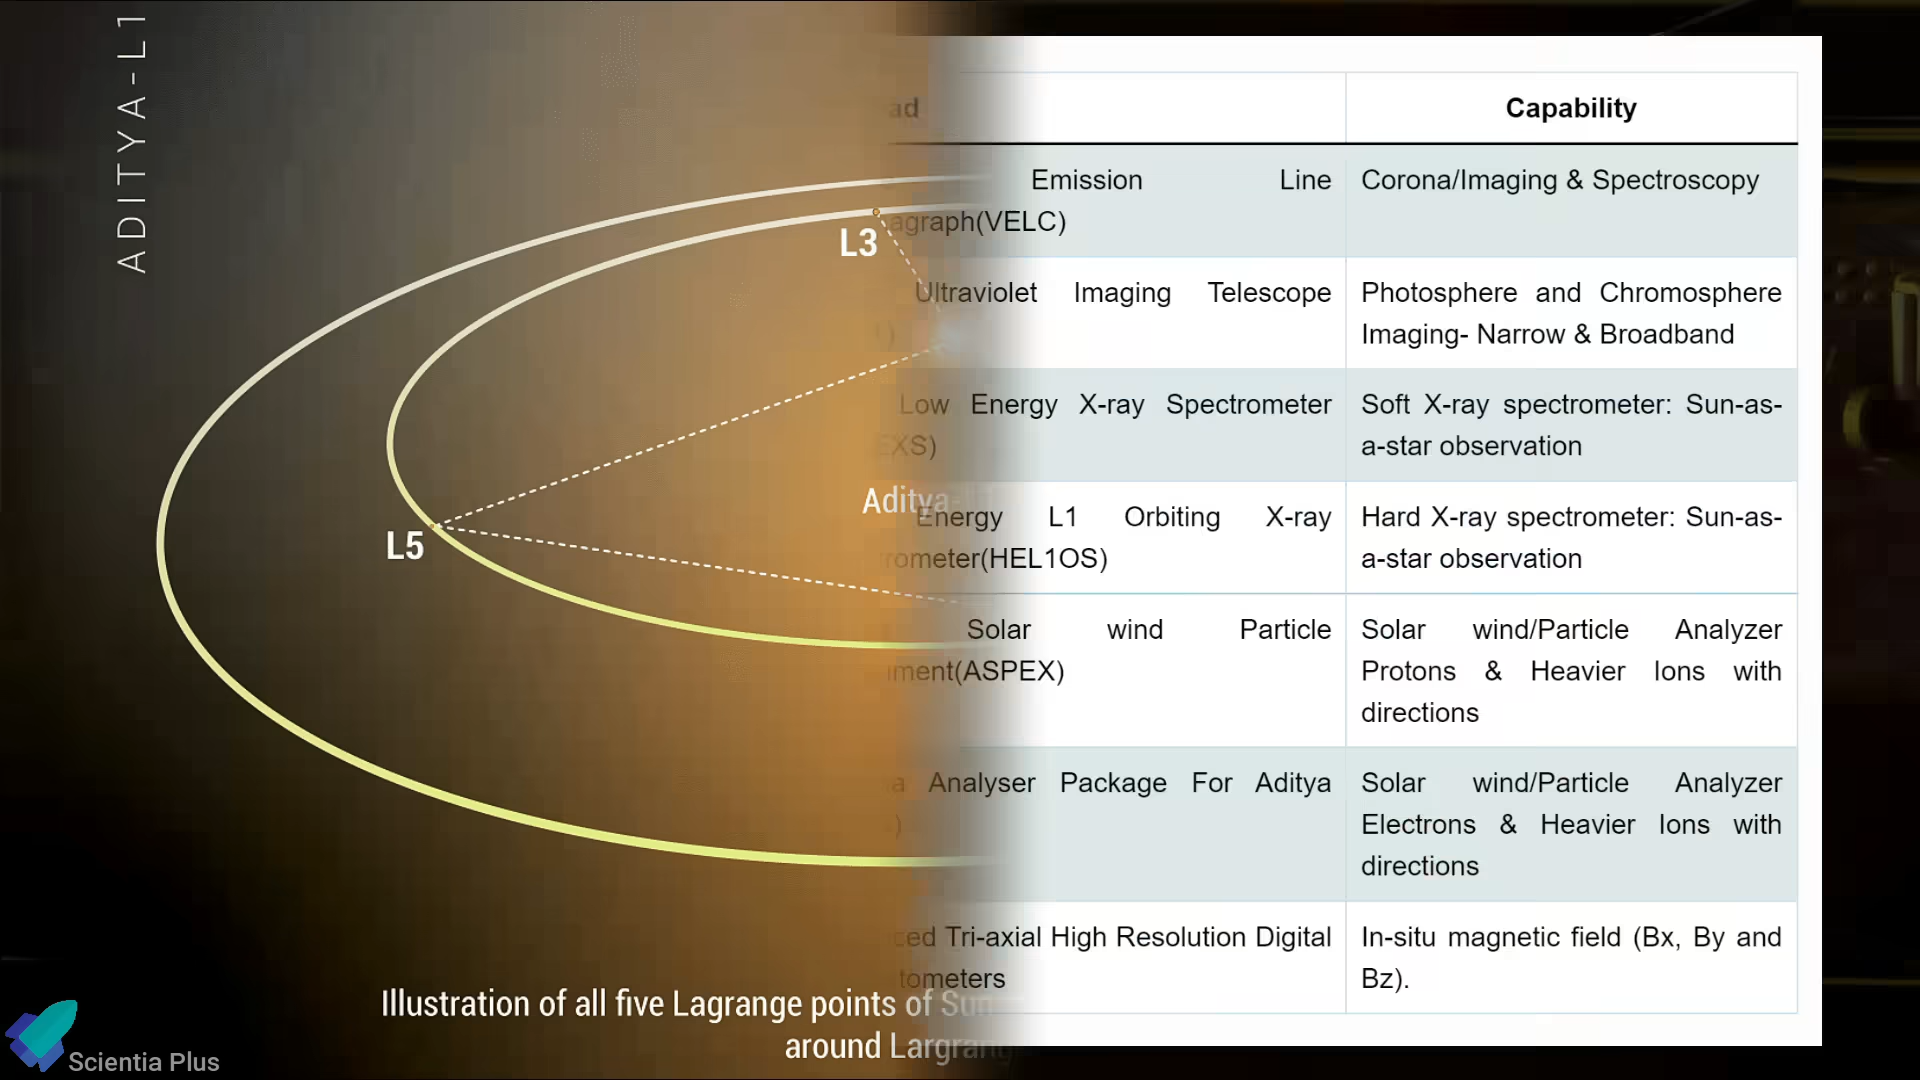 ADITYA-L1
L3
L5
Aditya
Illustration of all five Lagrange points of Sun
around Largrang
Scientia Plus
ad
Capability
Emission Line
agraph(VELC)
Corona/Imaging & Spectroscopy
Ultraviolet Imaging Telescope
)
Photosphere and Chromosphere
Imaging- Narrow & Broadband
Low Energy X-ray Spectrometer
EXS)
Soft X-ray spectrometer: Sun-as-
a-star observation
Energy L1 Orbiting X-ray
rometer(HEL1OS)
Hard X-ray spectrometer: Sun-as-
a-star observation
Solar wind Particle
iment(ASPEX)
Solar wind/Particle Analyzer
Protons & Heavier Ions with
directions
a Analyser Package For Aditya
)
Solar wind/Particle Analyzer
Electrons & Heavier Ions with
directions
ced Tri-axial High Resolution Digital
tometers
In-situ magnetic field (Bx, By and
Bz).